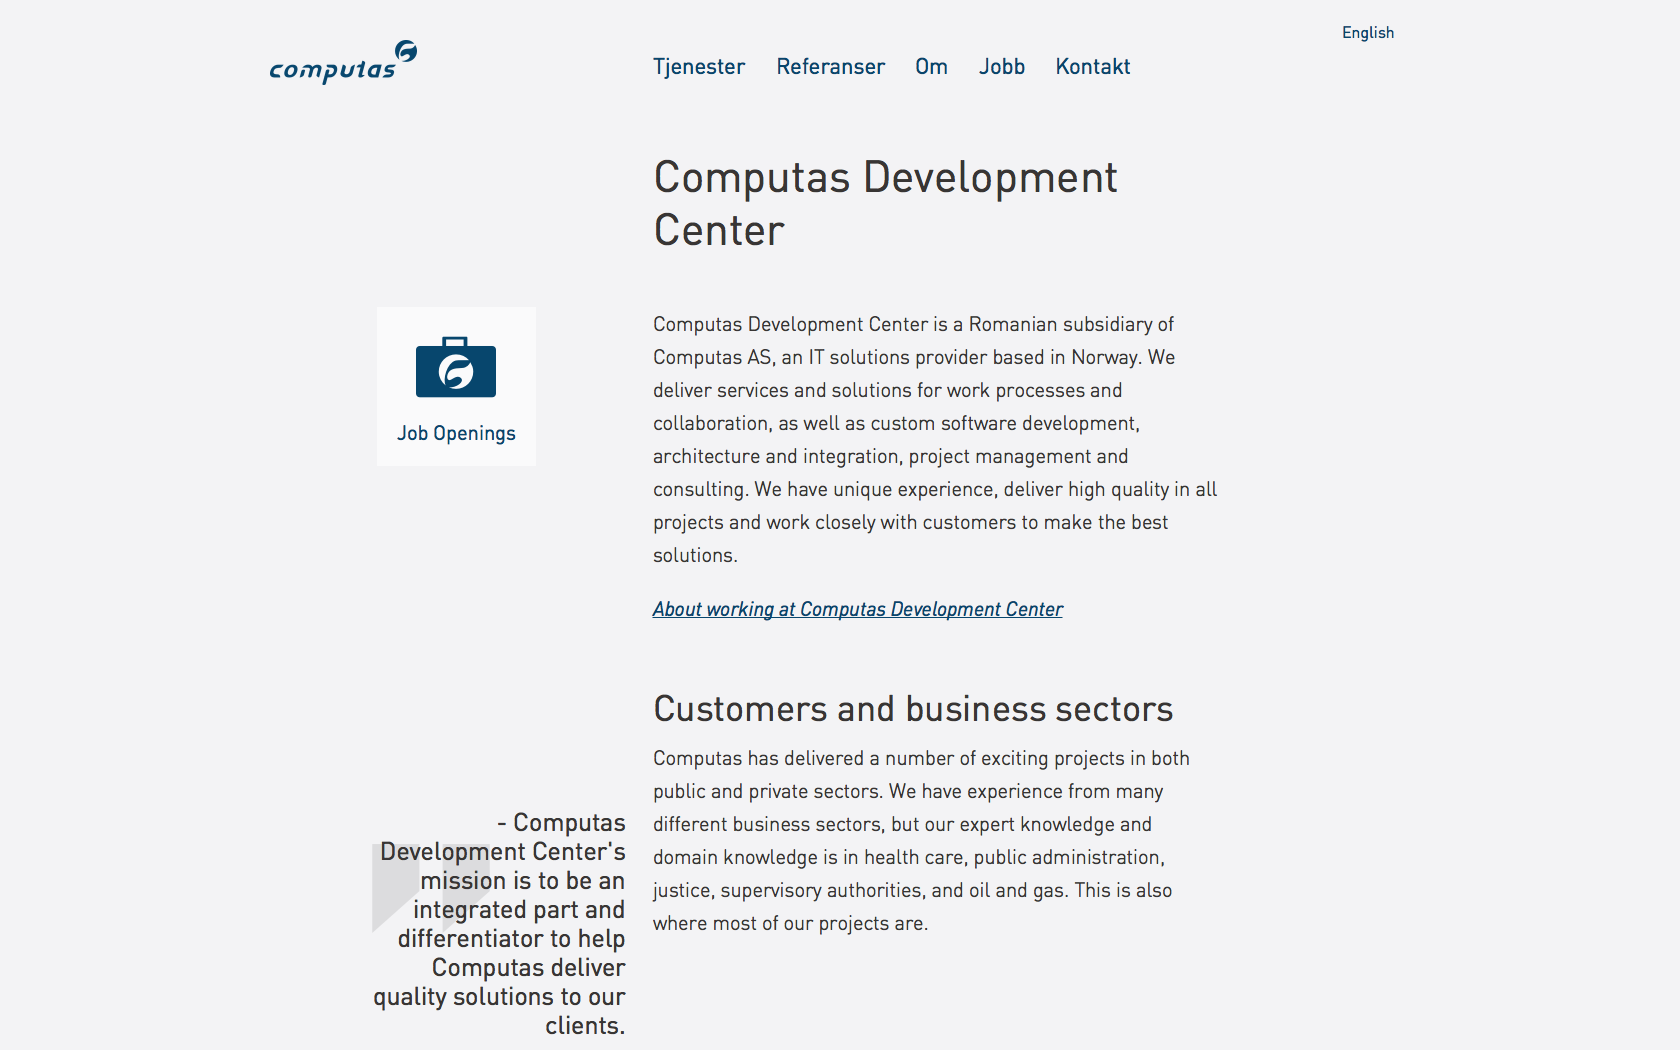 English
computas
Tjenester Referanser Om Jobb Kontakt
Computas Development
Center
Job Openings
Computas Development Center is a Romanian subsidiary of
Computas AS, an IT solutions provider based in Norway. We
deliver services and solutions for work processes and
collaboration, as well as custom software development,
architecture and integration, project management and
consulting. We have unique experience, deliver high quality in all
projects and work closely with customers to make the best
solutions.
About working at Computas Development Center
Customers and business sectors
Computas has delivered a number of exciting projects in both
public and private sectors. We have experience from many
different business sectors, but our expert knowledge and
domain knowledge is in health care, public administration,
justice, supervisory authorities, and oil and gas. This is also
where most of our projects are.
- Computas
Development Center's
mission is to be an
integrated part and
differentiator to help
Computas deliver
quality solutions to our
clients.